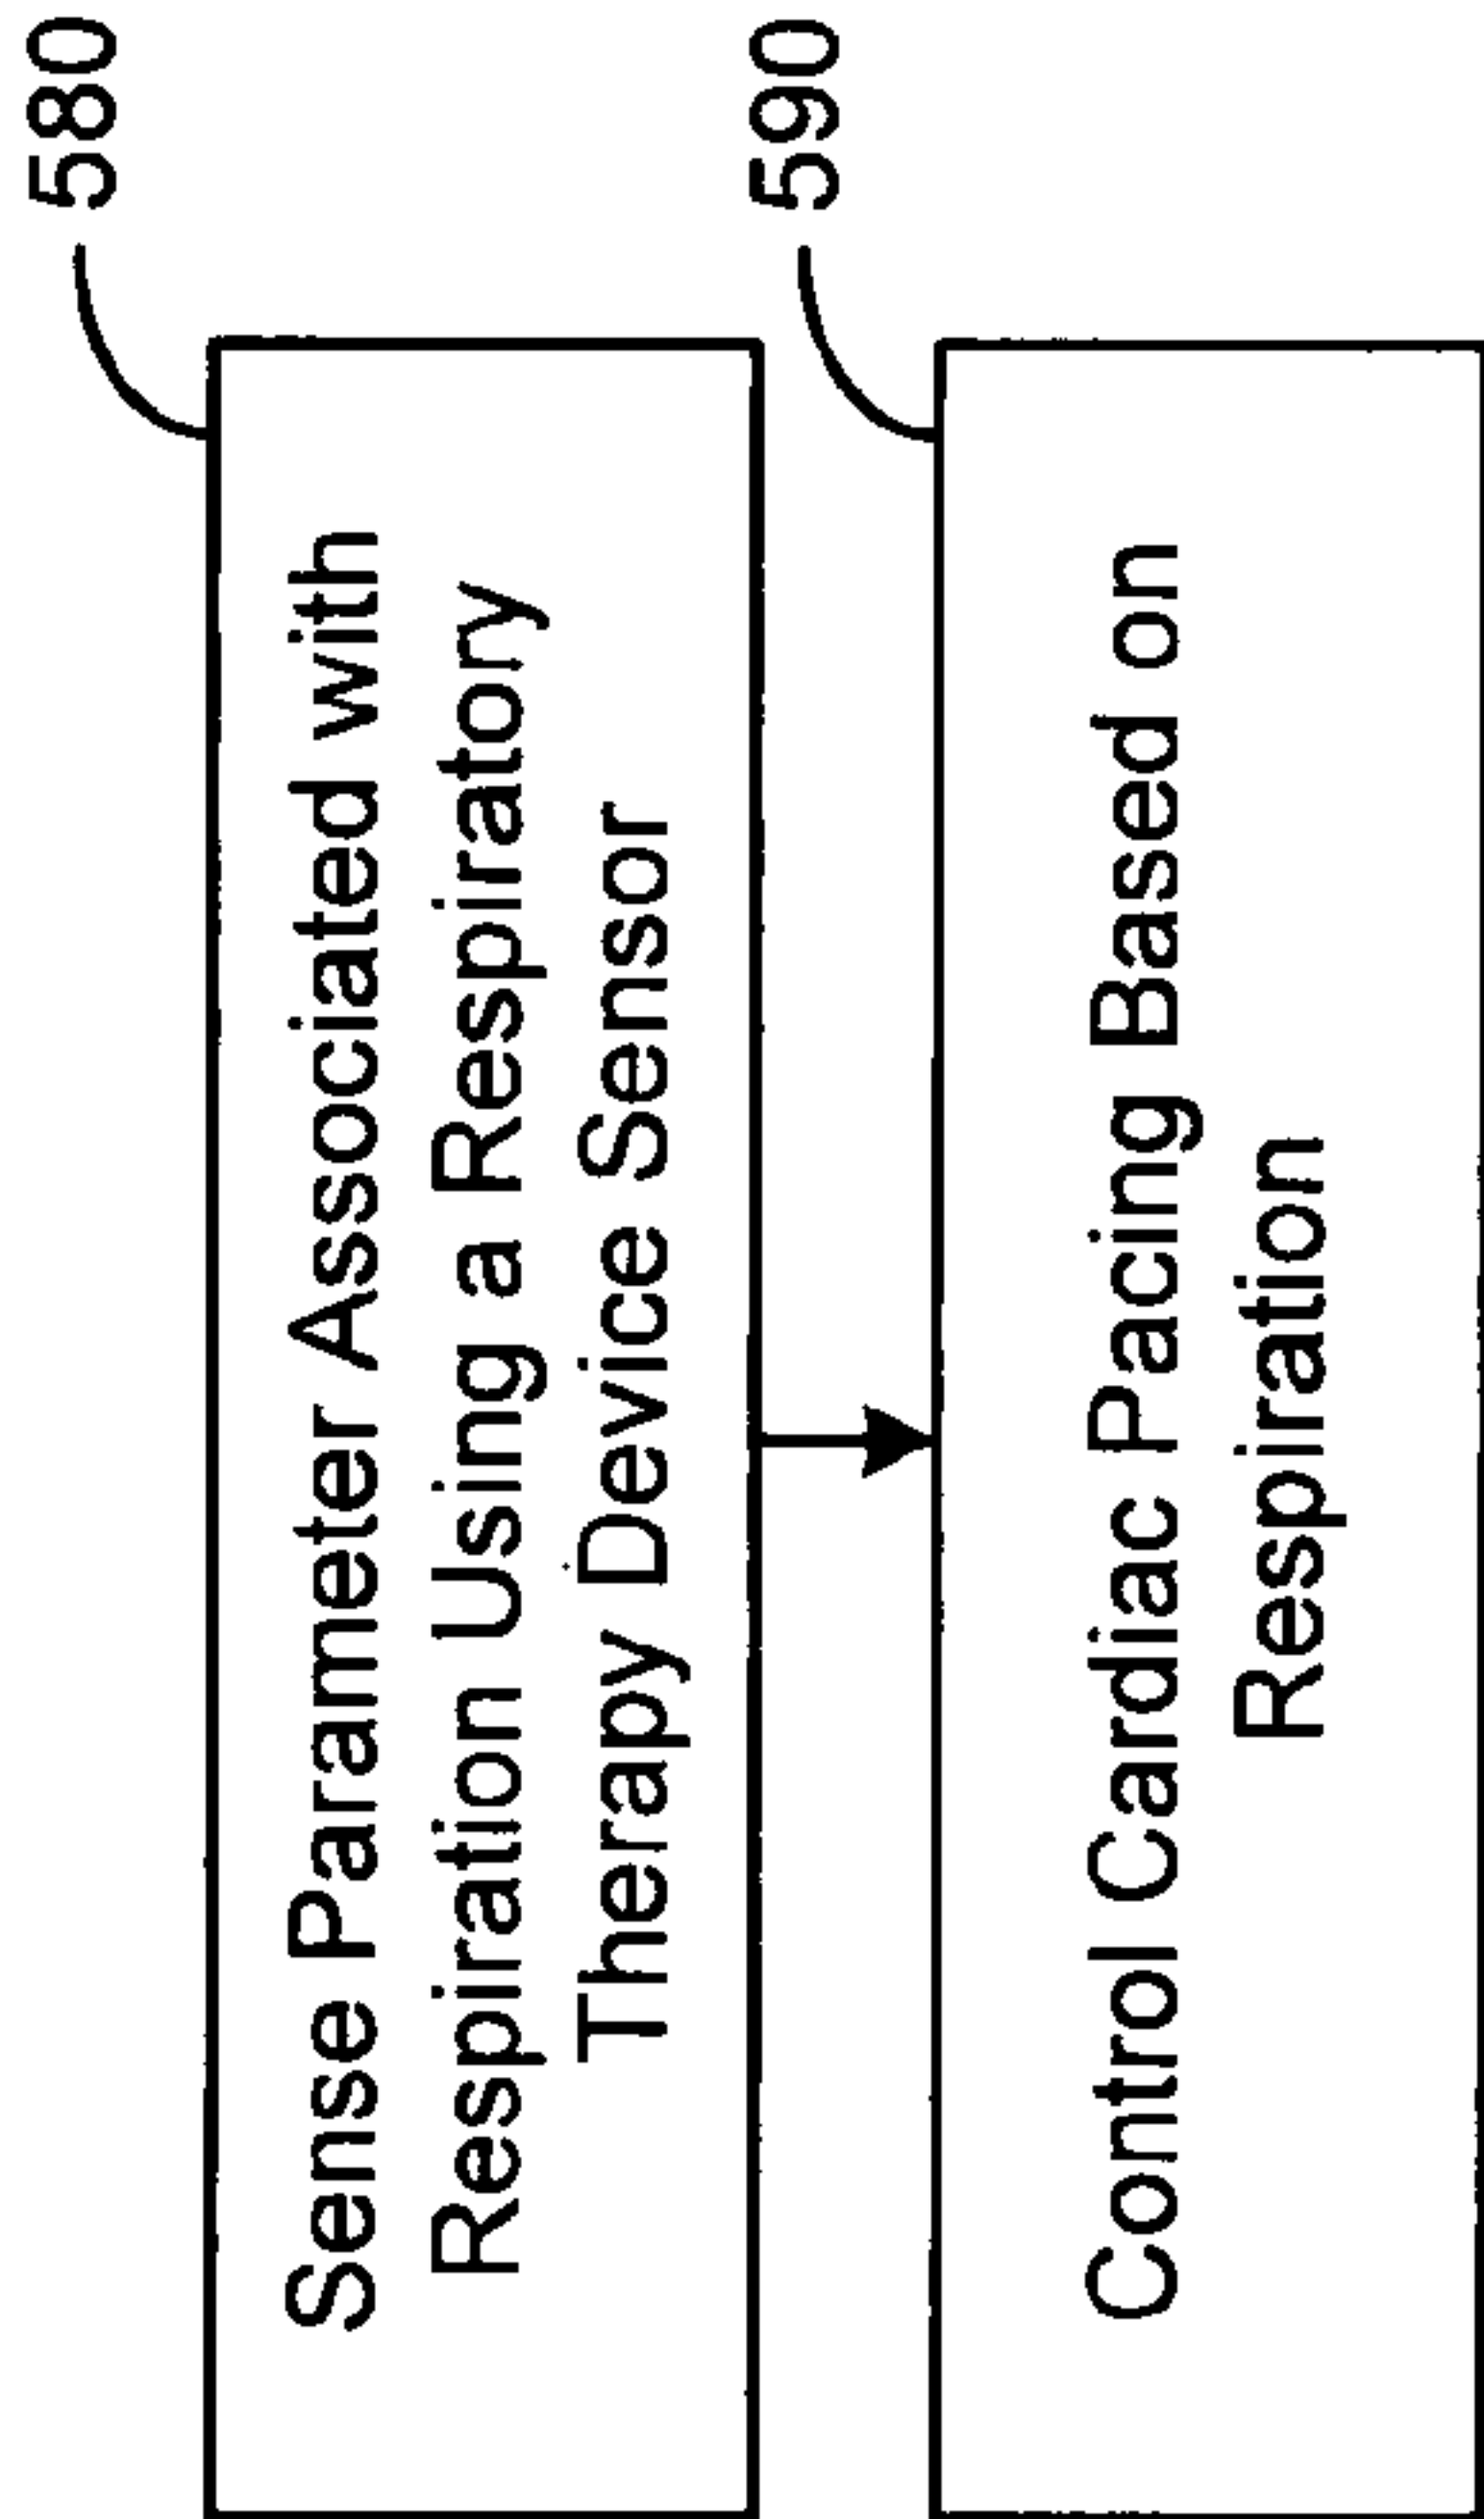 580
Sense Parameter Associated with
Respiration Using a Respiratory
Therapy Device Sensor
590
Control Cardiac Pacing Based on
Respiration